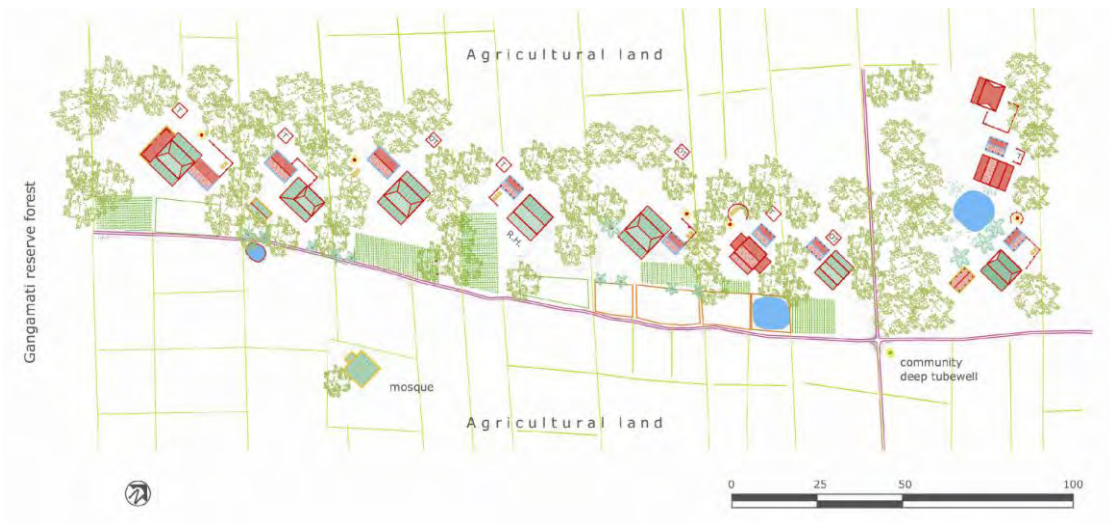 Agricultural land
Gangamati reserve forest
R.H.
mosque
community
deep tubewell
Agricultural land
0 25 50 100